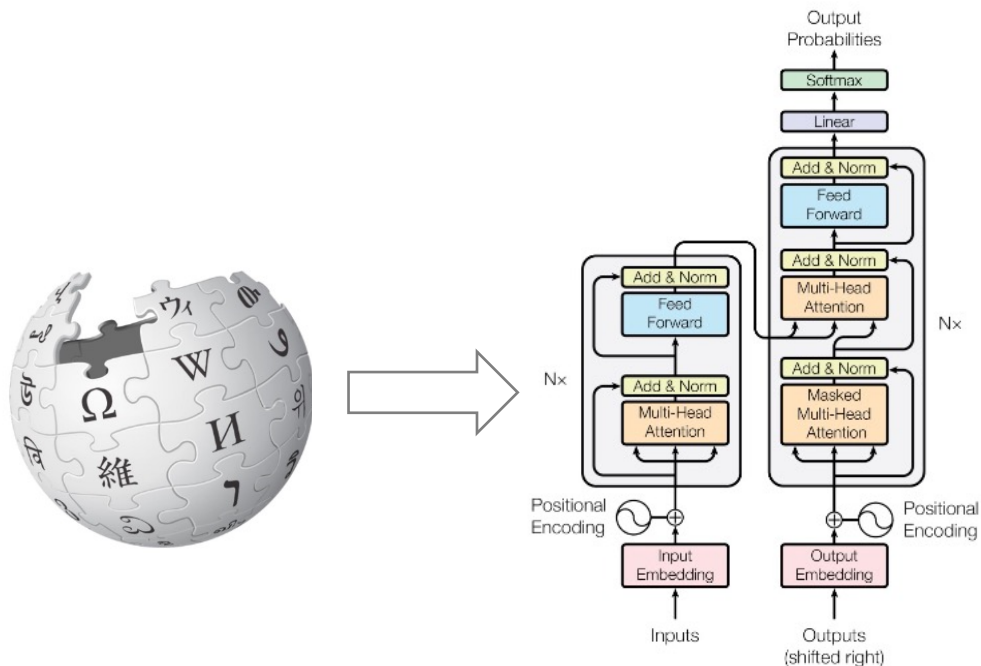 Output
Probabilities
Softmax
Linear
Add & Norm
Feed
Forward
Add & Norm
Multi-Head
Attention
Nx
Add & Norm
Masked
Multi-Head
Attention
Add & Norm
Feed
Forward
Nx
Add & Norm
Multi-Head
Attention
Positional
Encoding
Positional
Encoding
Input
Embedding
Output
Embedding
Inputs
Outputs
(shifted right)
ウィ
W
Ω
И
維